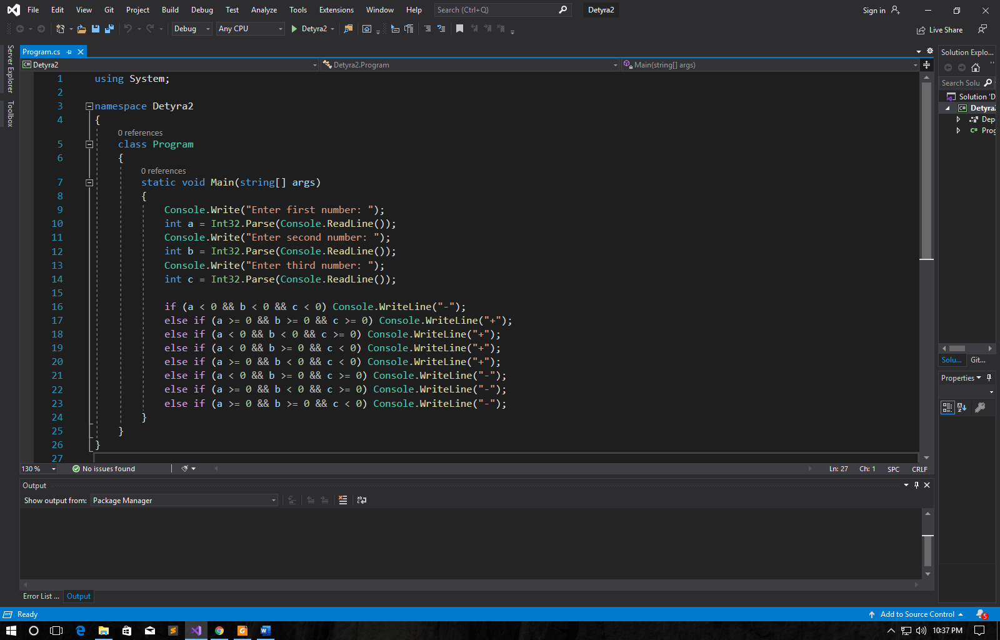 File Edit View Git Project Build Debug Test Analyze Tools Extensions Window Help Search (Ctrl+Q) Detyra2 Sign in
Debug Any CPU Detyra2 Live Share
Server Explorer
Toolbox
Program.cs
Detyra2 Detyra2.Program Main(string[] args)
1 using System;
2
3 namespace Detyra2
4 {
0 references
5 class Program
6 {
0 references
7 static void Main(string[] args)
8 {
9 Console.Write("Enter first number: ");
10 int a = Int32.Parse(Console.ReadLine());
11 Console.Write("Enter second number: ");
12 int b = Int32.Parse(Console.ReadLine());
13 Console.Write("Enter third number: ");
14 int c = Int32.Parse(Console.ReadLine());
15
16 if (a < 0 && b < 0 && c < 0) Console.WriteLine("-");
17 else if (a >= 0 && b >= 0 && c >= 0) Console.WriteLine("+");
18 else if (a < 0 && b < 0 && c >= 0) Console.WriteLine("+");
19 else if (a < 0 && b >= 0 && c < 0) Console.WriteLine("+");
20 else if (a >= 0 && b < 0 && c < 0) Console.WriteLine("+");
21 else if (a < 0 && b >= 0 && c >= 0) Console.WriteLine("-");
22 else if (a >= 0 && b < 0 && c >= 0) Console.WriteLine("-");
23 else if (a >= 0 && b >= 0 && c < 0) Console.WriteLine("-");
24 }
25 }
26 }
27
130 % No issues found Ln: 27 Ch: 1 SPC CRLF
Output
Show output from: Package Manager
Error List ... Output
Solution Explo...
Search Solu
Solution 'D
Detyra2
Dep
Prog
Solu... Git...
Properties
Ready Add to Source Control 5
10:37 PM